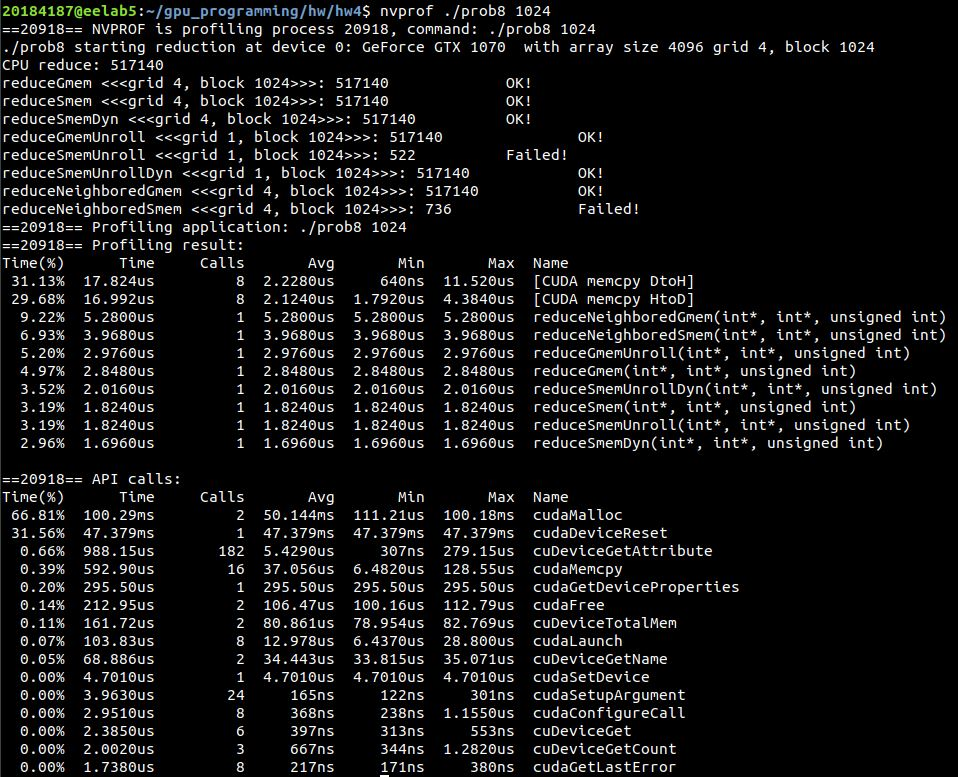 20184187@eelab5:~/gpu_programming/hw/hw4$ nvprof ./prob8 1024
==20918== NVPROF is profiling process 20918, command: ./prob8 1024
./prob8 starting reduction at device 0: GeForce GTX 1070  with array size 4096 grid 4, block 1024
CPU reduce: 517140
reduceGmem <<<grid 4, block 1024>>>: 517140             OK!
reduceSmem <<<grid 4, block 1024>>>: 517140             OK!
reduceSmemDyn <<<grid 4, block 1024>>>: 517140          OK!
reduceGmemUnroll <<<grid 1, block 1024>>>: 517140               OK!
reduceSmemUnroll <<<grid 1, block 1024>>>: 522          Failed!
reduceSmemUnrollDyn <<<grid 1, block 1024>>>: 517140            OK!
reduceNeighboredGmem <<<grid 4, block 1024>>>: 517140           OK!
reduceNeighboredSmem <<<grid 4, block 1024>>>: 736              Failed!
==20918== Profiling application: ./prob8 1024
==20918== Profiling result:
Time(%)      Time     Calls       Avg       Min       Max  Name
 31.13%  17.824us         8  2.2280us     640ns  11.520us  [CUDA memcpy DtoH]
 29.68%  16.992us         8  2.1240us  1.7920us  4.3840us  [CUDA memcpy HtoD]
  9.22%  5.2800us         1  5.2800us  5.2800us  5.2800us  reduceNeighboredGmem(int*, int*, unsigned int)
  6.93%  3.9680us         1  3.9680us  3.9680us  3.9680us  reduceNeighboredSmem(int*, int*, unsigned int)
  5.20%  2.9760us         1  2.9760us  2.9760us  2.9760us  reduceGmemUnroll(int*, int*, unsigned int)
  4.97%  2.8480us         1  2.8480us  2.8480us  2.8480us  reduceGmem(int*, int*, unsigned int)
  3.52%  2.0160us         1  2.0160us  2.0160us  2.0160us  reduceSmemUnrollDyn(int*, int*, unsigned int)
  3.19%  1.8240us         1  1.8240us  1.8240us  1.8240us  reduceSmem(int*, int*, unsigned int)
  3.19%  1.8240us         1  1.8240us  1.8240us  1.8240us  reduceSmemUnroll(int*, int*, unsigned int)
  2.96%  1.6960us         1  1.6960us  1.6960us  1.6960us  reduceSmemDyn(int*, int*, unsigned int)
==20918== API calls:
Time(%)      Time     Calls       Avg       Min       Max  Name
 66.81%  100.29ms         2  50.144ms  111.21us  100.18ms  cudaMalloc
 31.56%  47.379ms         1  47.379ms  47.379ms  47.379ms  cudaDeviceReset
  0.66%  988.15us       182  5.4290us     307ns  279.15us  cuDeviceGetAttribute
  0.39%  592.90us        16  37.056us  6.4820us  128.55us  cudaMemcpy
  0.20%  295.50us         1  295.50us  295.50us  295.50us  cudaGetDeviceProperties
  0.14%  212.95us         2  106.47us  100.16us  112.79us  cudaFree
  0.11%  161.72us         2  80.861us  78.954us  82.769us  cuDeviceTotalMem
  0.07%  103.83us         8  12.978us  6.4370us  28.800us  cudaLaunch
  0.05%  68.886us         2  34.443us  33.815us  35.071us  cuDeviceGetName
  0.00%  4.7010us         1  4.7010us  4.7010us  4.7010us  cudaSetDevice
  0.00%  3.9630us        24     165ns     122ns     301ns  cudaSetupArgument
  0.00%  2.9510us         8     368ns     238ns  1.1550us  cudaConfigureCall
  0.00%  2.3850us         6     397ns     313ns     553ns  cuDeviceGet
  0.00%  2.0020us         3     667ns     344ns  1.2820us  cuDeviceGetCount
  0.00%  1.7380us         8     217ns     171ns     380ns  cudaGetLastError